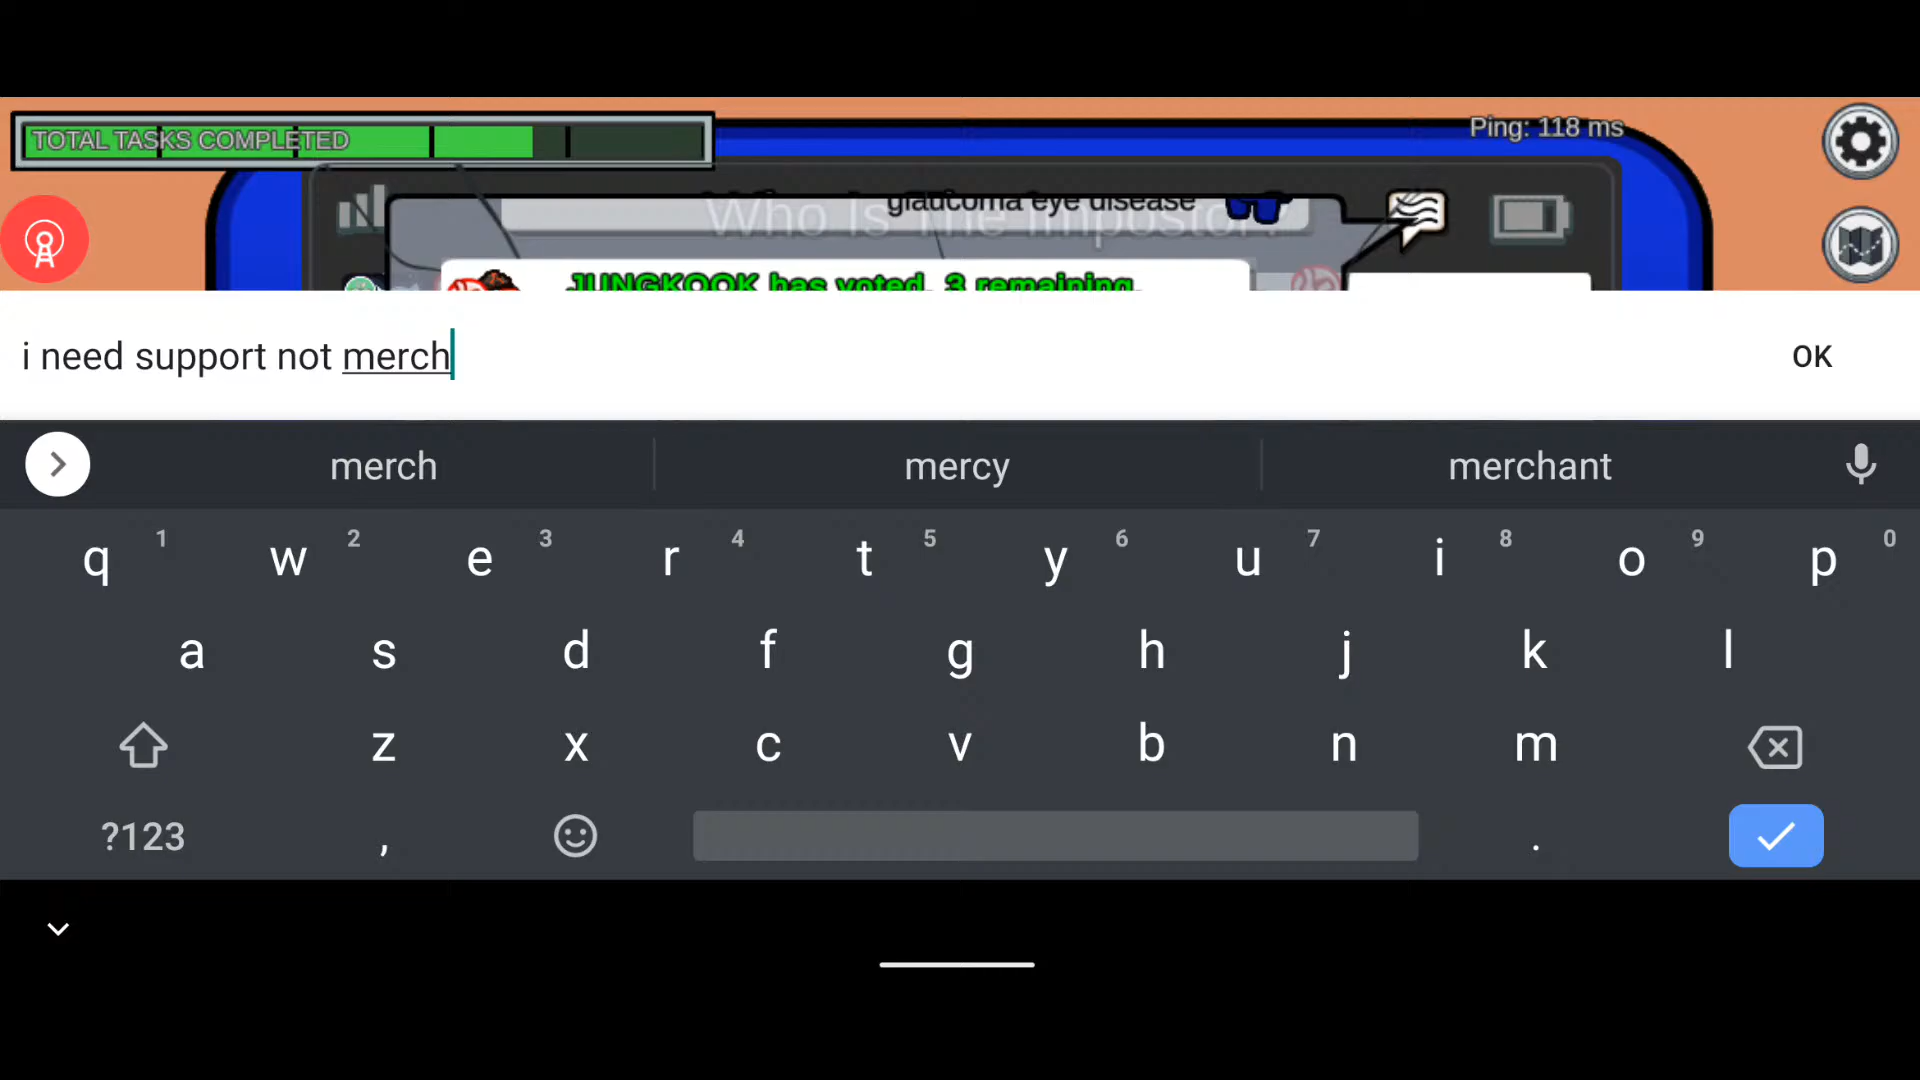 TOTAL TASKS COMPLETED
Ping: 118 ms
Who Is The Impostor?
glaucoma eye disease
JUNGKOOK has voted. 3 remaining.
i need support not merch
OK
merch mercy merchant
q 1 w 2 e 3 r 4 t 5 y 6 u 7 i 8 o 9 p 0
a s d f g h j k l
z x c v b n m
?123 , .